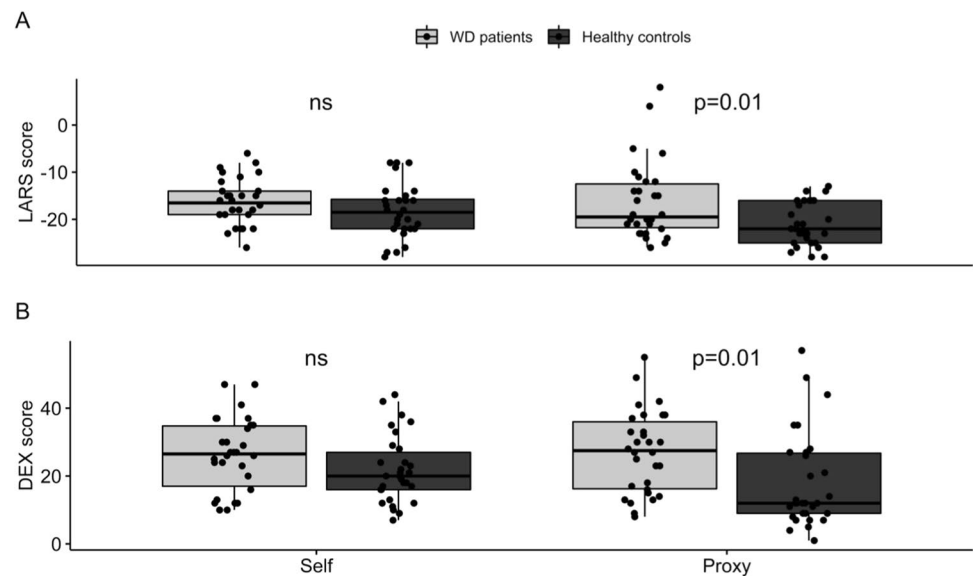 A
WD patients Healthy controls
ns p=0.01
LARS score
0
-10
-20
B
ns p=0.01
DEX score
40
20
0
Self Proxy